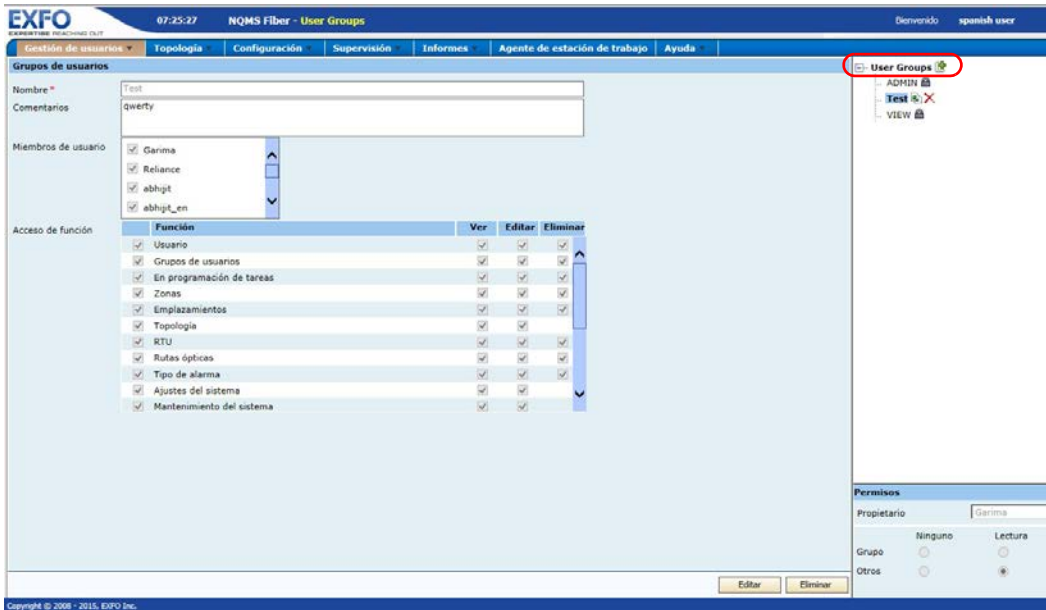 EXFO
EXPERTISE REACHING OUT
07:25:27 NQMS Fiber - User Groups Bienvenido spanish user
Gestión de usuarios Topología Configuración Supervisión Informes Agente de estación de trabajo Ayuda
Grupos de usuarios
Nombre * Test
Comentarios qwerty
Miembros de usuario
Garima
Reliance
abhijit
abhijit_en
Acceso de función
Función Ver Editar Eliminar
Usuario
Grupos de usuarios
En programación de tareas
Zonas
Emplazamientos
Topología
RTU
Rutas ópticas
Tipo de alarma
Ajustes del sistema
Mantenimiento del sistema
Editar Eliminar
User Groups
ADMIN
Test
VIEW
Permisos
Propietario Garima
Ninguno Lectura
Grupo
Otros
Copyright © 2008 - 2015, EXFO Inc.